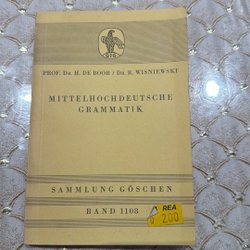 PROF. DR. H. DE BOOR / DR. R. WISNIEWSKI
MITTELHOCHDEUTSCHE
GRAMMATIK
SAMMLUNG GÖSCHEN
BAND 1108
REA
200